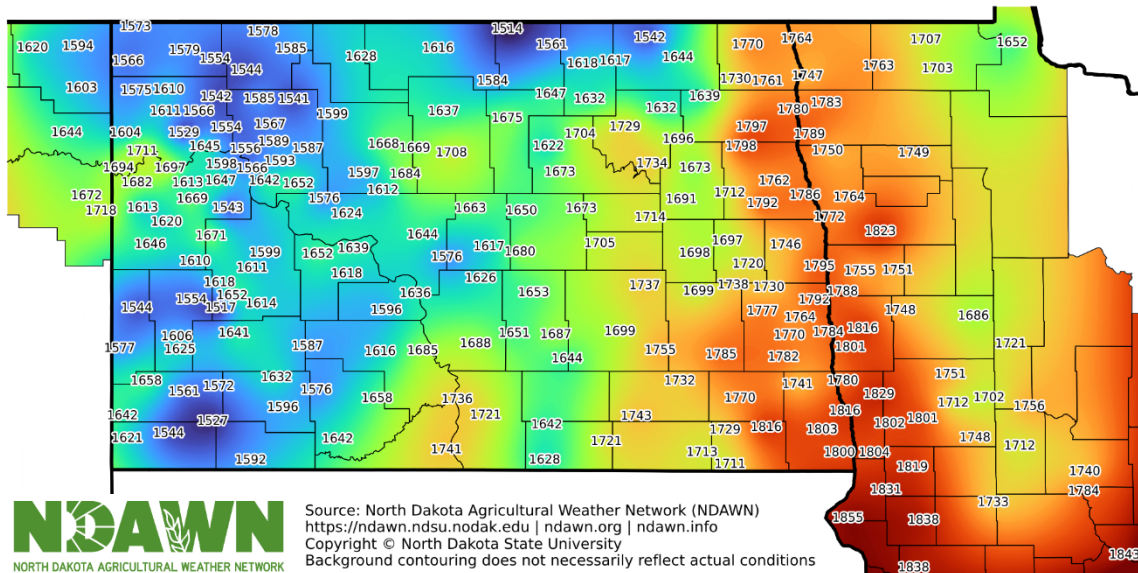 1573 1578 1514
1620 1594 1579 1554 1585 1628 1616 1561 1542 1770 1764 1707 1652
1566 1544 1618 1617 1644 1763 1703
1603 1575 1610 1542 1585 1541 1584 1647 1632 1639 1730 1761 1747
1611 1566 1599 1637 1675 1632 1780 1783
1644 1604 1529 1554 1567 1704 1729 1797 1789
1711 1645 1556 1589 1587 1668 1669 1708 1622 1696 1798 1750 1749
1694 1697 1598 1566 1593 1597 1684 1673 1734 1673
1672 1682 1613 1647 1642 1652 1612 1762
1718 1613 1669 1543 1576 1624 1663 1650 1673 1714 1691 1712 1792 1786 1764
1620 1671 1644 1772 1823
1646 1599 1652 1639 1576 1617 1680 1705 1698 1697 1746
1610 1611 1618 1626 1720 1795 1755 1751
1618 1652 1614 1636 1653 1737 1699 1738 1730 1788
1544 1554 1517 1596 1777 1792 1748
1606 1641 1651 1687 1699 1764 1770 1784 1816 1686
1577 1625 1587 1616 1685 1688 1644 1755 1785 1782 1801 1721
1658 1561 1572 1632 1576 1658 1736 1732 1770 1741 1780 1829 1751
1642 1527 1596 1721 1642 1743 1816 1802 1801 1712 1702 1756
1621 1544 1642 1741 1721 1729 1816 1803 1748 1712
1592 1628 1713 1711 1800 1804 1819 1740
1831 1784
1855 1838 1733
1838 1843
NDAWN
NORTH DAKOTA AGRICULTURAL WEATHER NETWORK
Source: North Dakota Agricultural Weather Network (NDAWN)
https://ndawn.ndsu.nodak.edu | ndawn.org | ndawn.info
Copyright © North Dakota State University
Background contouring does not necessarily reflect actual conditions